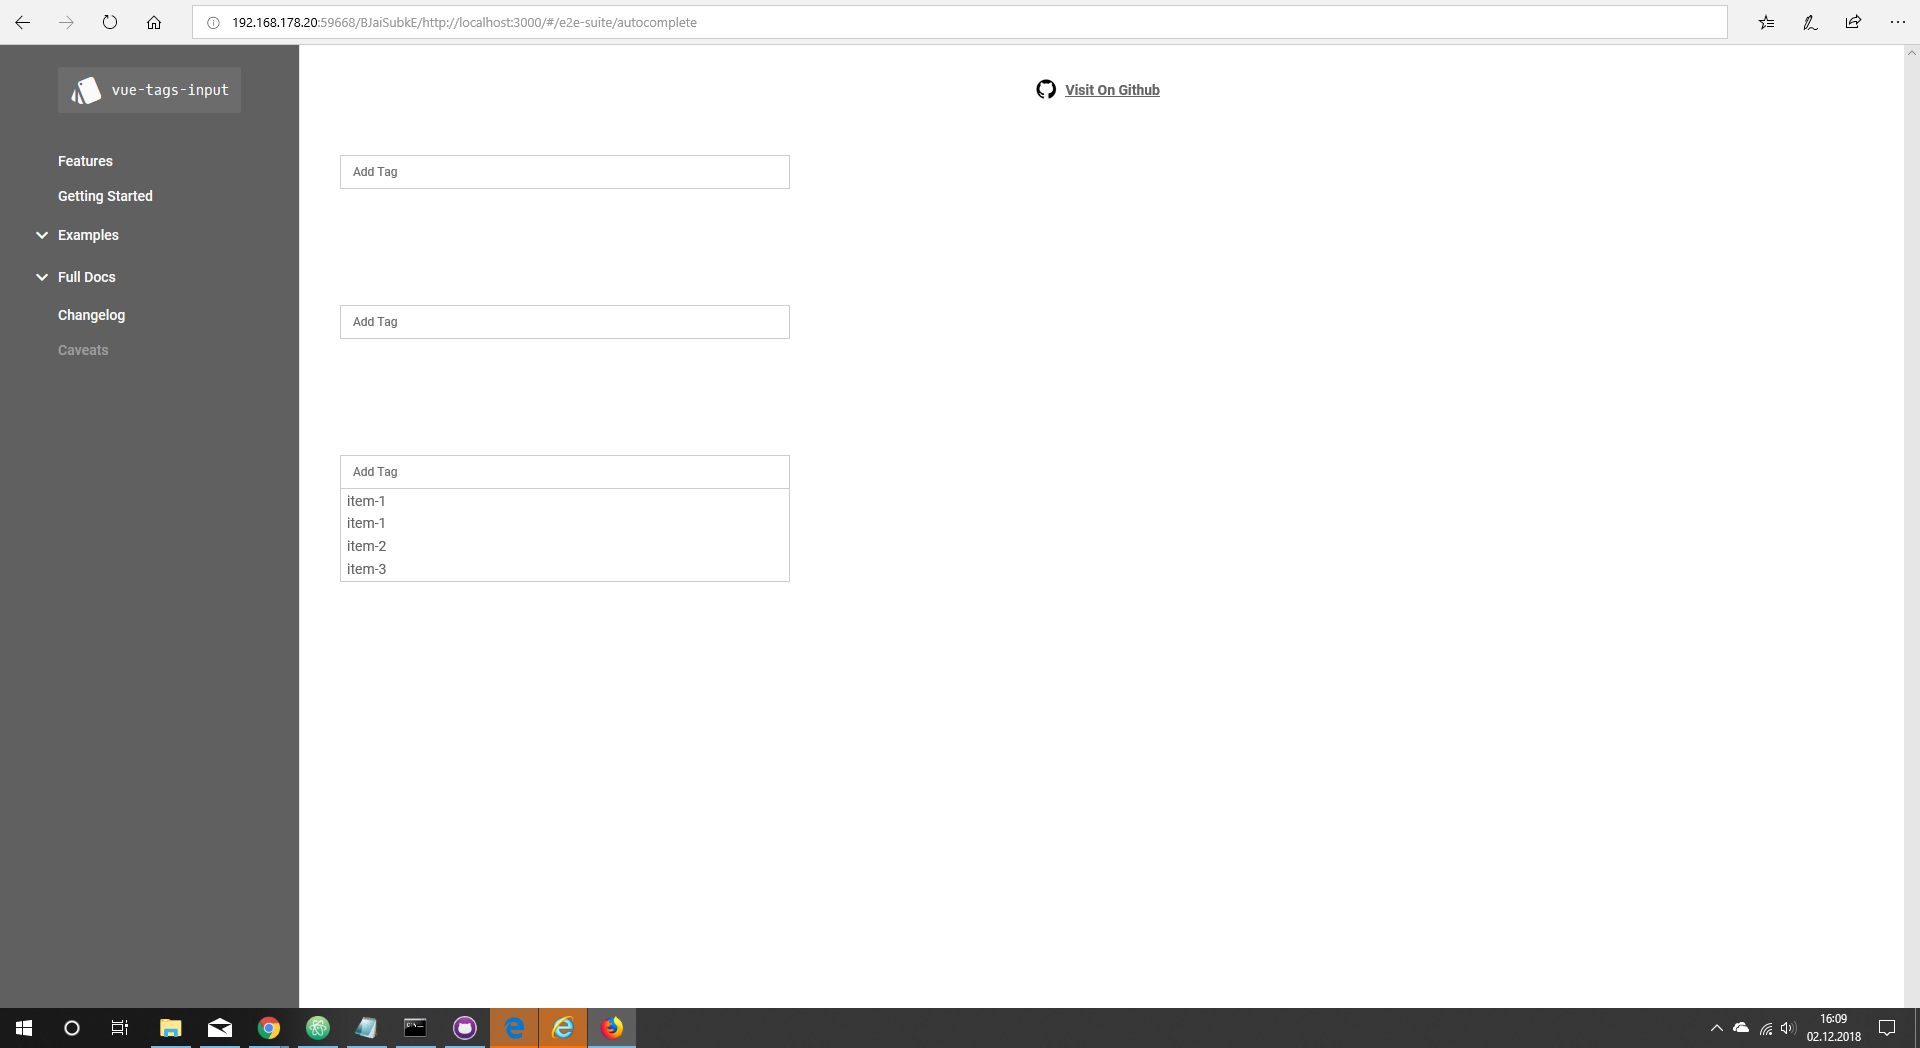 192.168.178.20:59668/BJaiSubkE/http://localhost:3000/#/e2e-suite/autocomplete
vue-tags-input
Visit On Github
Features
Getting Started
Examples
Full Docs
Changelog
Caveats
Add Tag
Add Tag
Add Tag
item-1
item-1
item-2
item-3
16:09
02.12.2018